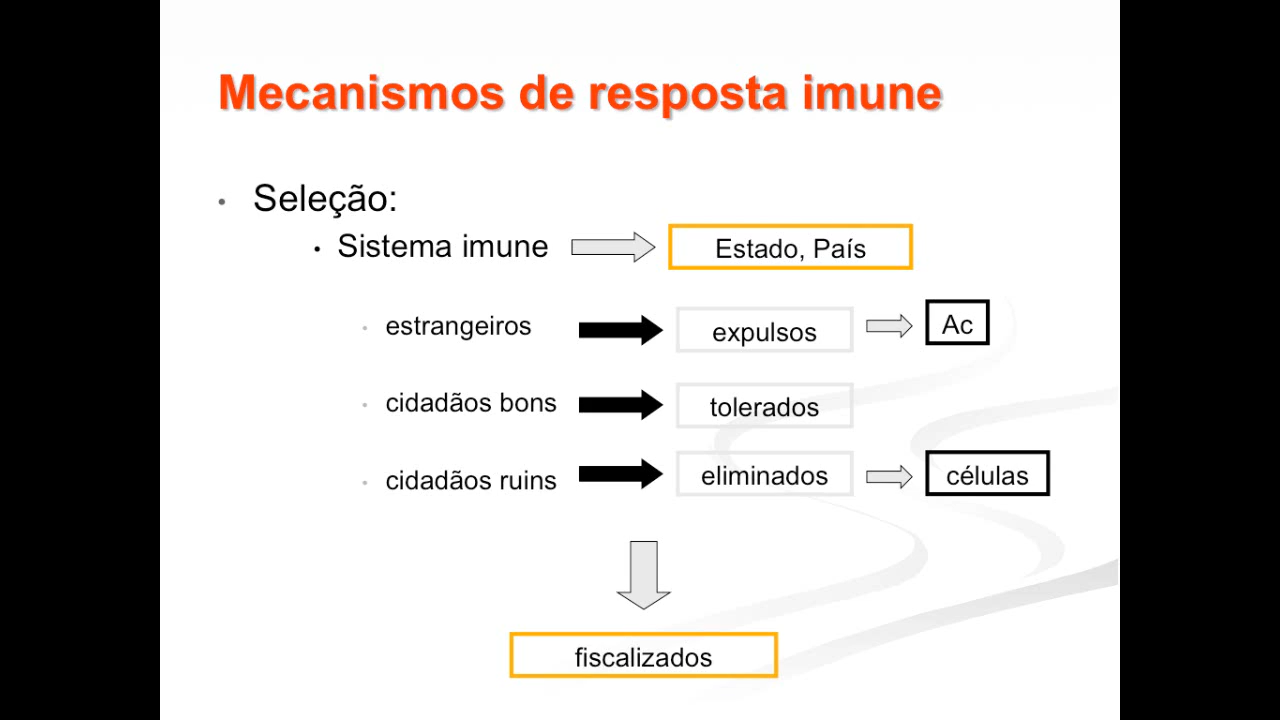 Mecanismos de resposta imune
• Seleção:
• Sistema imune Estado, País
• estrangeiros expulsos Ac
• cidadãos bons tolerados
• cidadãos ruins eliminados células
fiscalizados